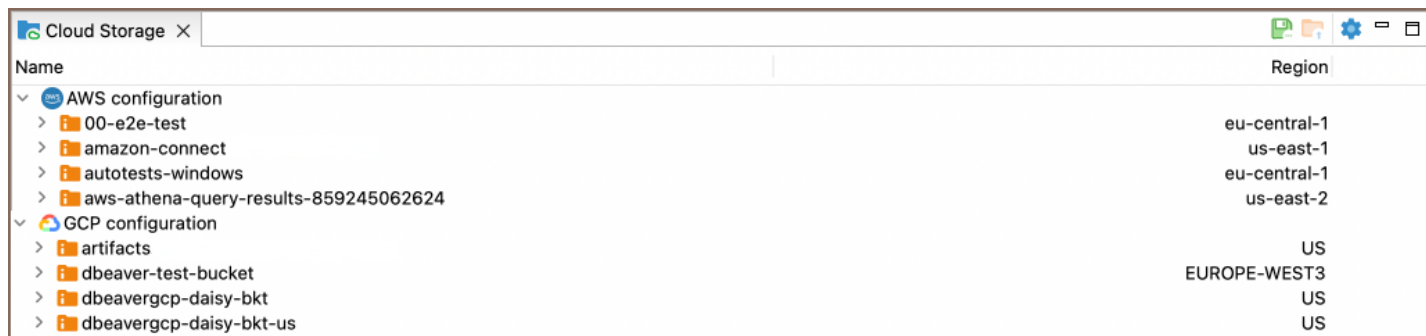 Cloud Storage
Name Region
aws AWS configuration
00-e2e-test eu-central-1
amazon-connect us-east-1
autotests-windows eu-central-1
aws-athena-query-results-859245062624 us-east-2
GCP configuration
artifacts US
dbeaver-test-bucket EUROPE-WEST3
dbeavergcp-daisy-bkt US
dbeavergcp-daisy-bkt-us US